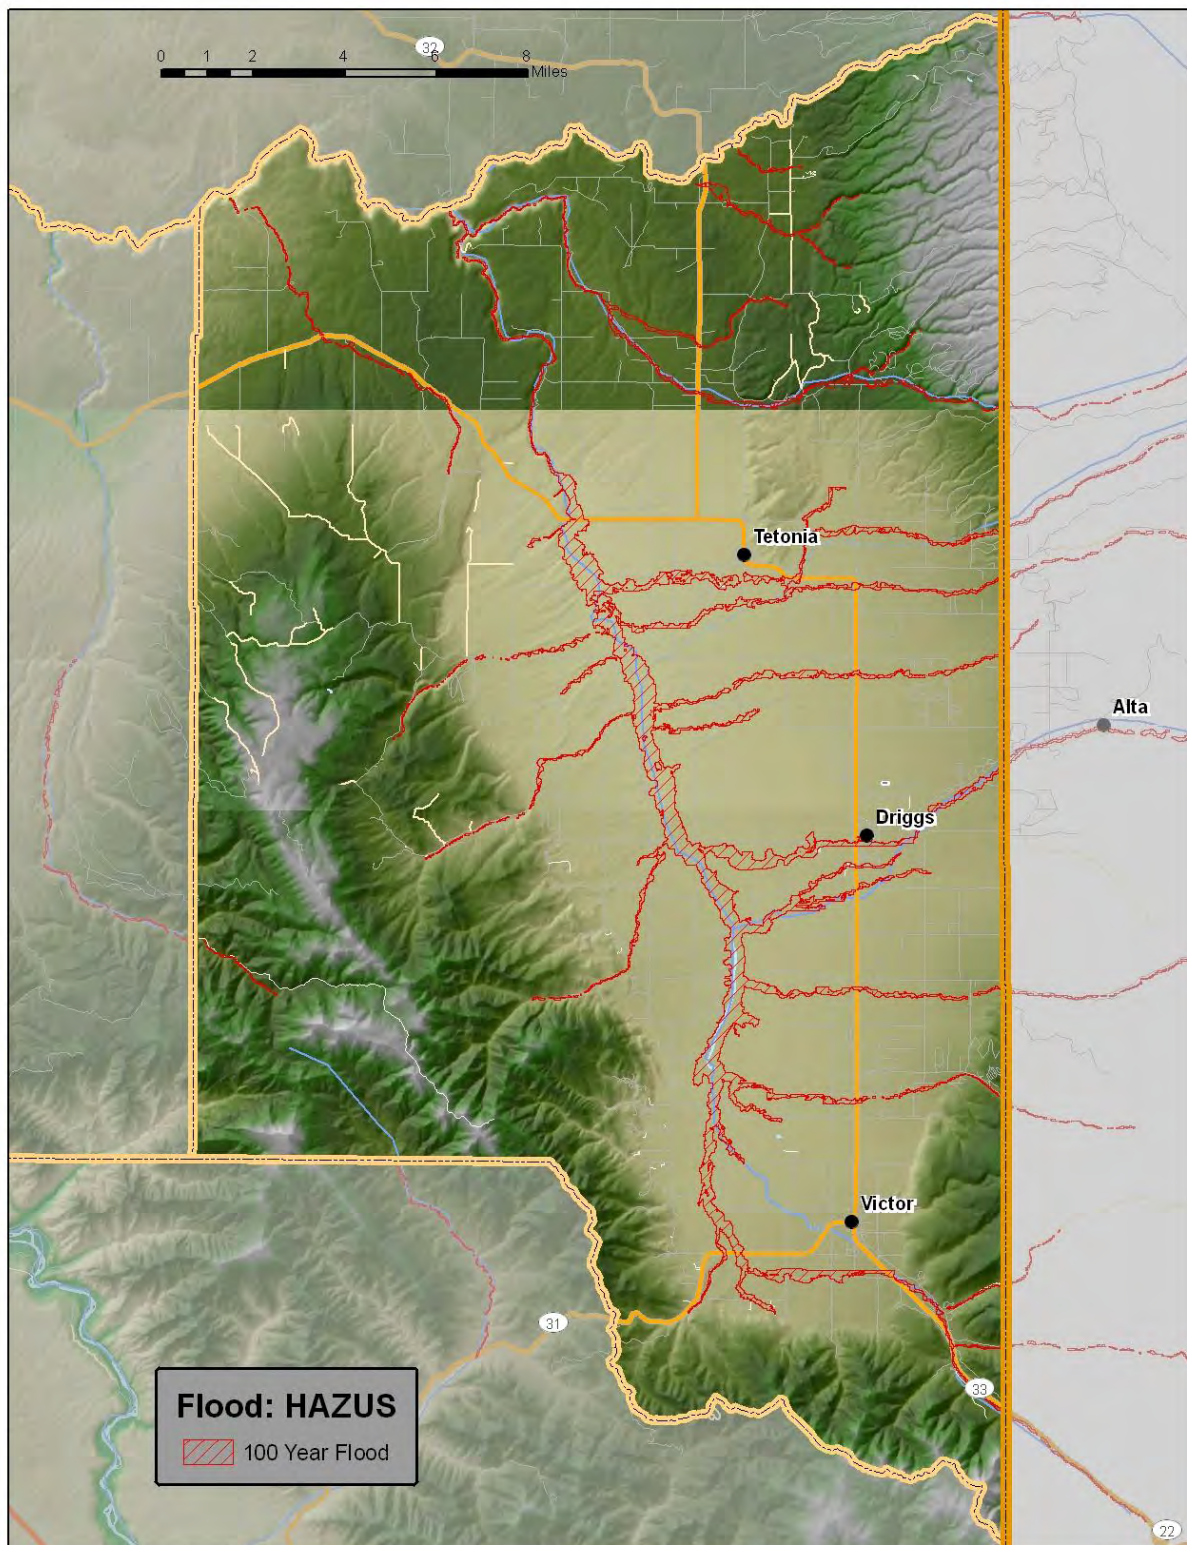 32
0 1 2 4 6 8
Miles
Tetonia
Alta
Driggs
Victor
31
33
Flood: HAZUS
100 Year Flood
22